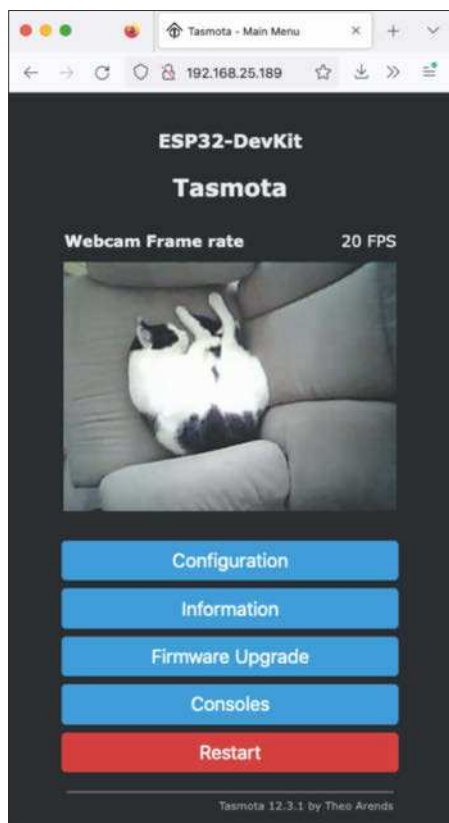 Tasmota - Main Menu
192.168.25.189
ESP32-DevKit
Tasmota
Webcam Frame rate 20 FPS
Configuration
Information
Firmware Upgrade
Consoles
Restart
Tasmota 12.3.1 by Theo Arends